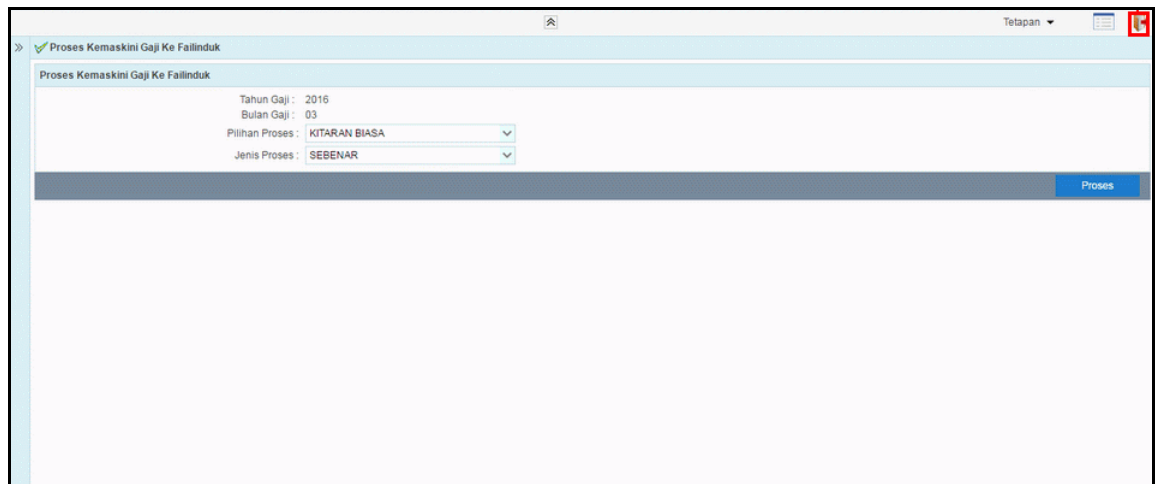 Tetapan
Proses Kemaskini Gaji Ke Failinduk
Proses Kemaskini Gaji Ke Failinduk
Tahun Gaji : 2016
Bulan Gaji : 03
Pilihan Proses : KITARAN BIASA
Jenis Proses : SEBENAR
Proses